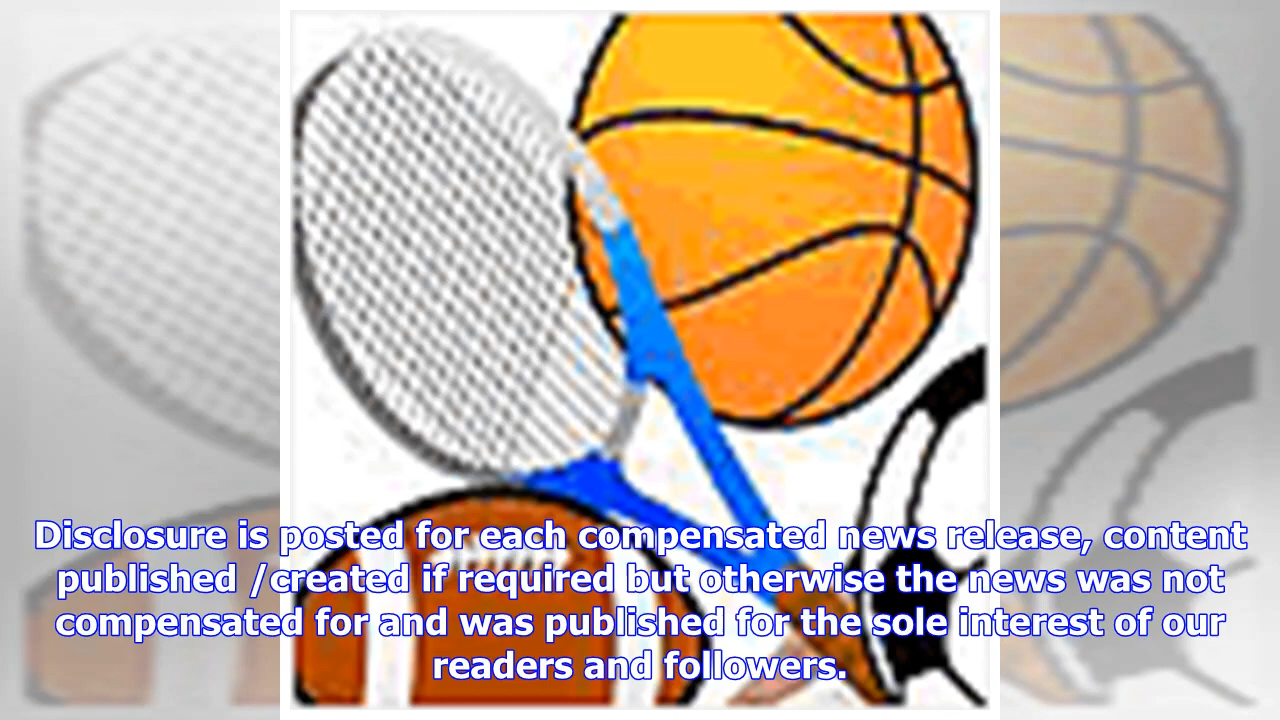 Disclosure is posted for each compensated news release, content
published /created if required but otherwise the news was not
compensated for and was published for the sole interest of our
readers and followers.